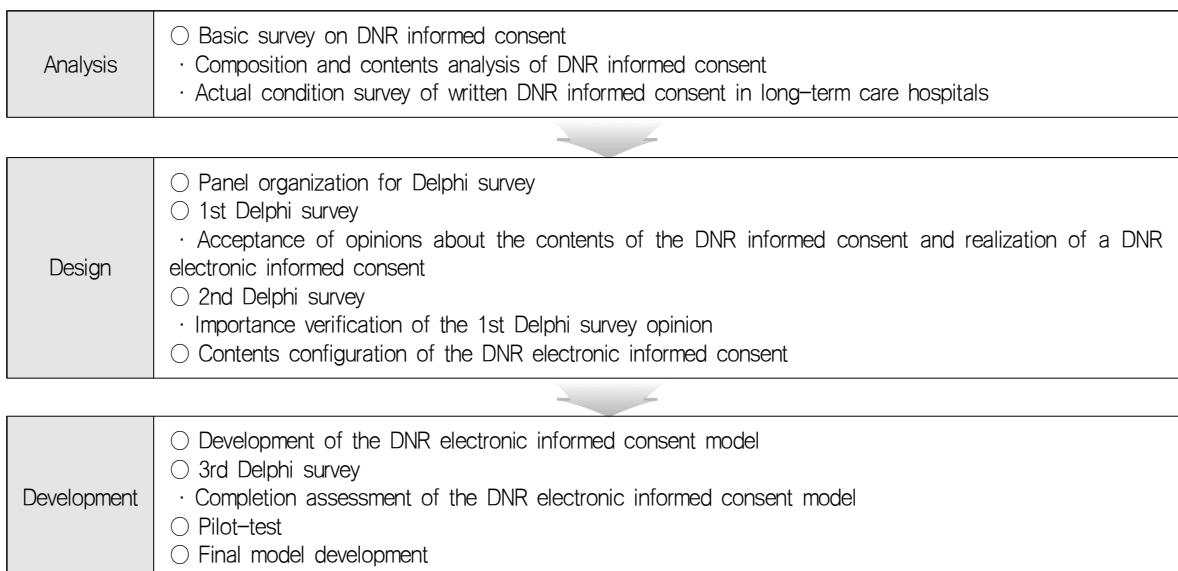 Analysis
○ Basic survey on DNR informed consent
· Composition and contents analysis of DNR informed consent
· Actual condition survey of written DNR informed consent in long-term care hospitals
Design
○ Panel organization for Delphi survey
○ 1st Delphi survey
· Acceptance of opinions about the contents of the DNR informed consent and realization of a DNR
electronic informed consent
○ 2nd Delphi survey
· Importance verification of the 1st Delphi survey opinion
○ Contents configuration of the DNR electronic informed consent
Development
○ Development of the DNR electronic informed consent model
○ 3rd Delphi survey
· Completion assessment of the DNR electronic informed consent model
○ Pilot-test
○ Final model development